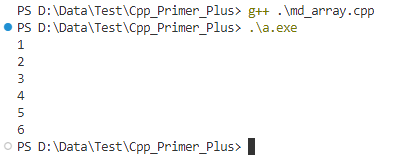 PS D:\Data\Test\Cpp_Primer_Plus> g++ .\md_array.cpp
PS D:\Data\Test\Cpp_Primer_Plus> .\a.exe
1
2
3
4
5
6
PS D:\Data\Test\Cpp_Primer_Plus>